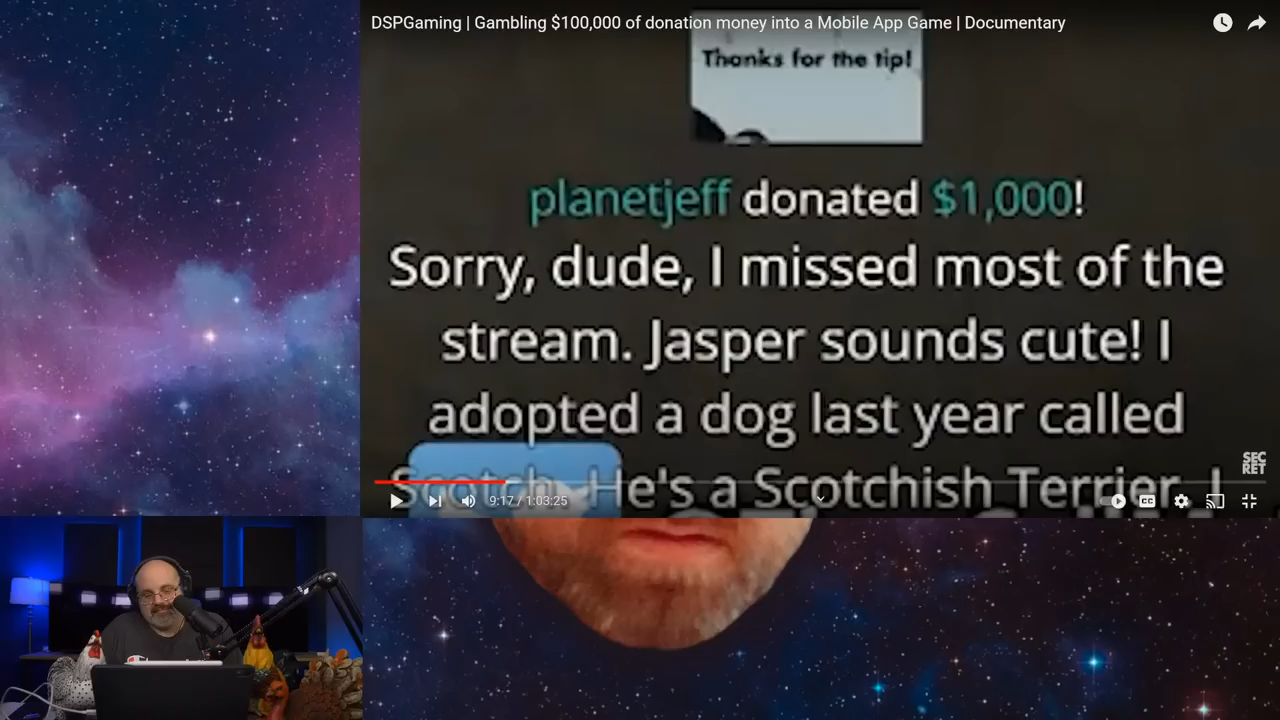 DSPGaming | Gambling $100,000 of donation money into a Mobile App Game | Documentary
Thanks for the tip!
planetjeff donated $1,000!
Sorry, dude, I missed most of the
stream. Jasper sounds cute! I
adopted a dog last year called
Scotch. He's a Scotchish Terrier. I
SEC
RET
9:17 / 1:03:25
CC